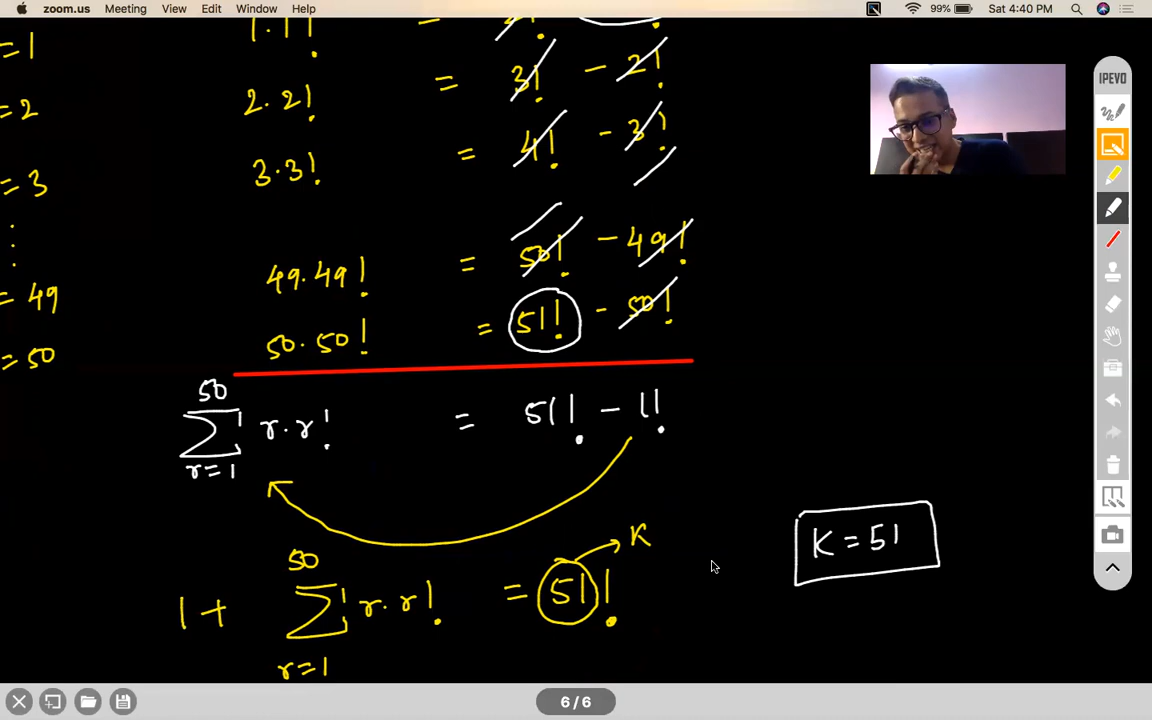 zoom.us Meeting View Edit Window Help 99% Sat 4:40 PM
IPEVO
= 1 1 . 1 ! =
= 2 2 . 2 ! = 3! - 2!
= 3 3 . 3 ! = 4! - 3!
⋮
= 49 49 . 49 ! = 50! - 49!
= 50 50 . 50 ! = 51! - 50!
50 ∑ r=1 r . r ! = 51! - 1!
K
K = 51
1 + 50 ∑ r=1 r . r ! = 51!
6 / 6